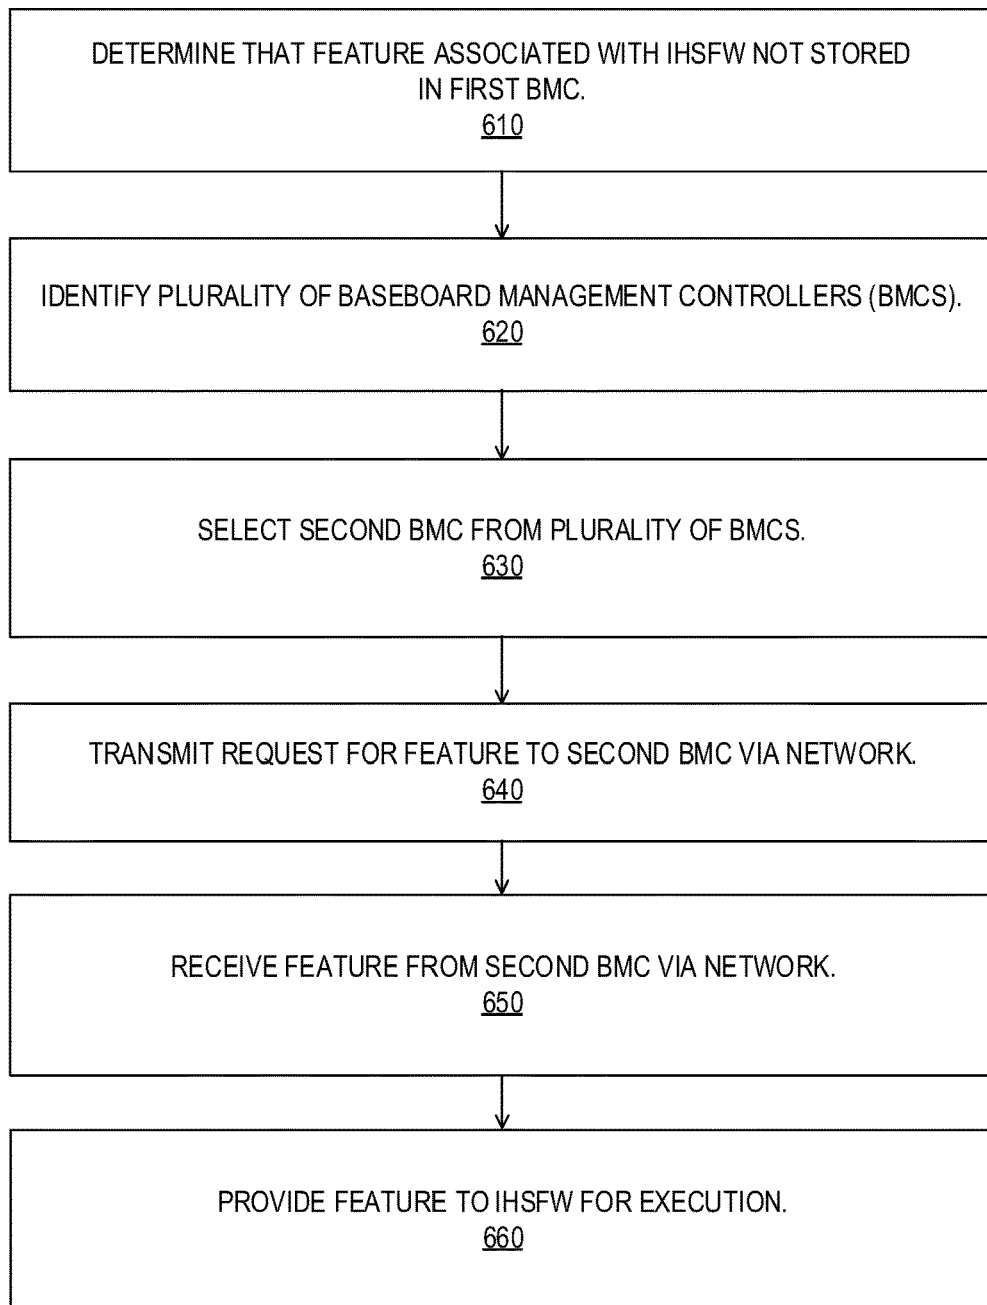 DETERMINE THAT FEATURE ASSOCIATED WITH IHSFW NOT STORED
IN FIRST BMC.
610
IDENTIFY PLURALITY OF BASEBOARD MANAGEMENT CONTROLLERS (BMCS).
620
SELECT SECOND BMC FROM PLURALITY OF BMCS.
630
TRANSMIT REQUEST FOR FEATURE TO SECOND BMC VIA NETWORK.
640
RECEIVE FEATURE FROM SECOND BMC VIA NETWORK.
650
PROVIDE FEATURE TO IHSFW FOR EXECUTION.
660